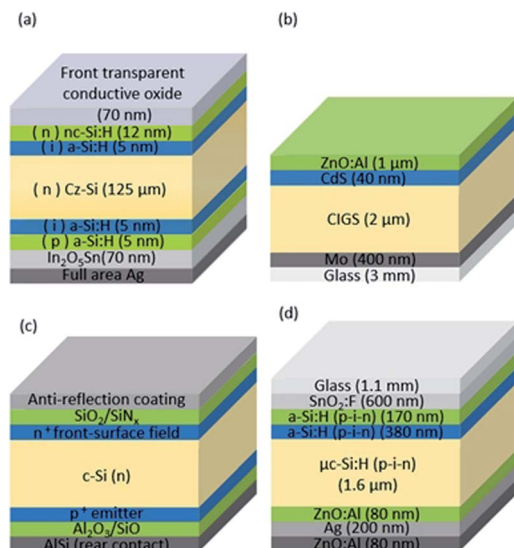 (a)
Front transparent
conductive oxide
(70 nm)
(n) nc-Si:H (12 nm)
(i) a-Si:H (5 nm)
(n) Cz-Si (125 μm)
(i) a-Si:H (5 nm)
(p) a-Si:H (5 nm)
In₂O₅Sn(70 nm)
Full area Ag
(b)
ZnO:Al (1 μm)
CdS (40 nm)
CIGS (2 μm)
Mo (400 nm)
Glass (3 mm)
(c)
Anti-reflection coating
SiO₂/SiNₓ
n⁺front-surface field
c-Si (n)
p⁺ emitter
Al₂O₃/SiO
AlSi (rear contact)
(d)
Glass (1.1 mm)
SnO₂:F (600 nm)
a-Si:H (p-i-n) (170 nm)
a-Si:H (p-i-n) (380 nm)
μc-Si:H (p-i-n)
(1.6 μm)
ZnO:Al (80 nm)
Ag (200 nm)
ZnO:Al (80 nm)